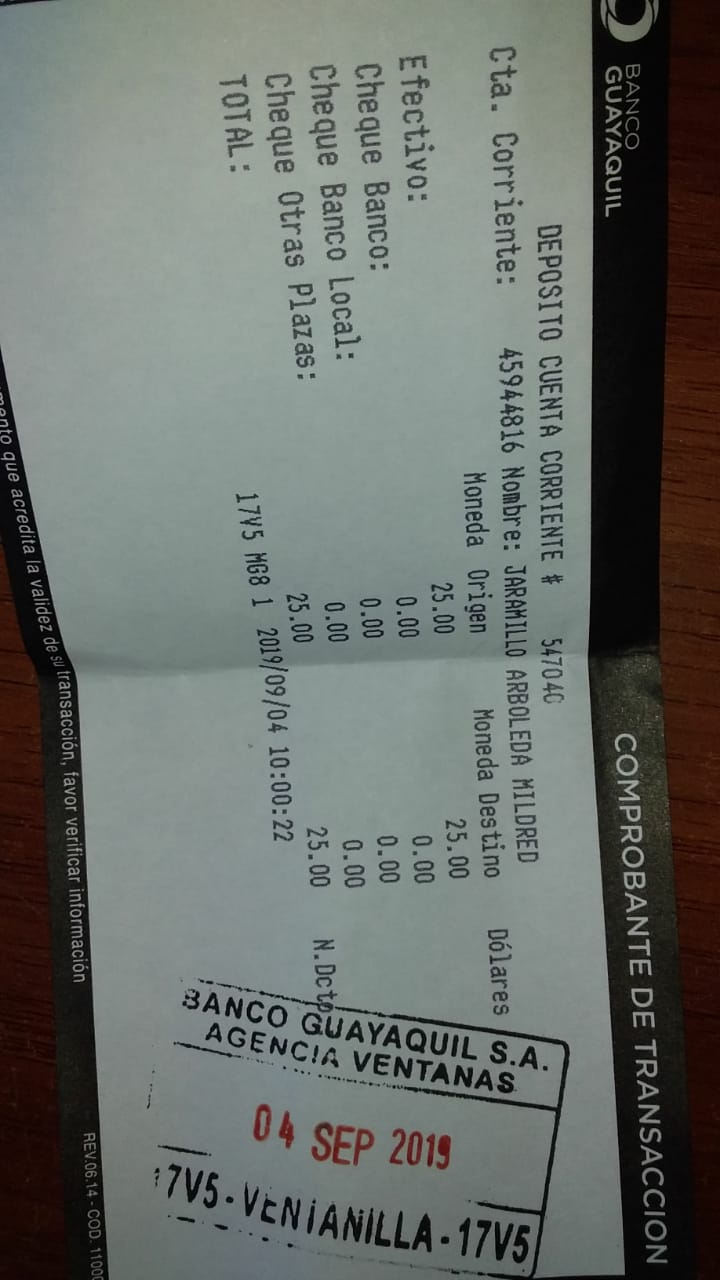 BANCO
GUAYAQUIL
COMPROBANTE DE TRANSACCION
DEPOSITO CUENTA CORRIENTE # 54704C
Cta. Corriente: 45944816 Nombre: JARAMILLO ARBOLEDA MILDRED
Moneda Origen Moneda Destino Dólares
Efectivo: 25.00 25.00
Cheque Banco: 0.00 0.00
Cheque Banco Local: 0.00 0.00
Cheque Otras Plazas: 0.00 0.00
TOTAL: 25.00 25.00 N.Dcto
17V5 MG8 1 2019/09/04 10:00:22
BANCO GUAYAQUIL S.A.
AGENCIA VENTANAS
04 SEP 2019
17V5-VENTANILLA-17V5
que acredita la validez de su transacción, favor verificar información
REV.06.14 - COD.